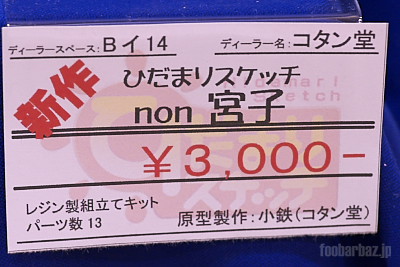 ディーラースペース：Bイ14 ディーラー名：コタン堂
新作
ひだまりスケッチ
non 宮子
¥3,000-
レジン製組立てキット
パーツ数13
原型製作：小鉄（コタン堂）
foobarbaz.jp